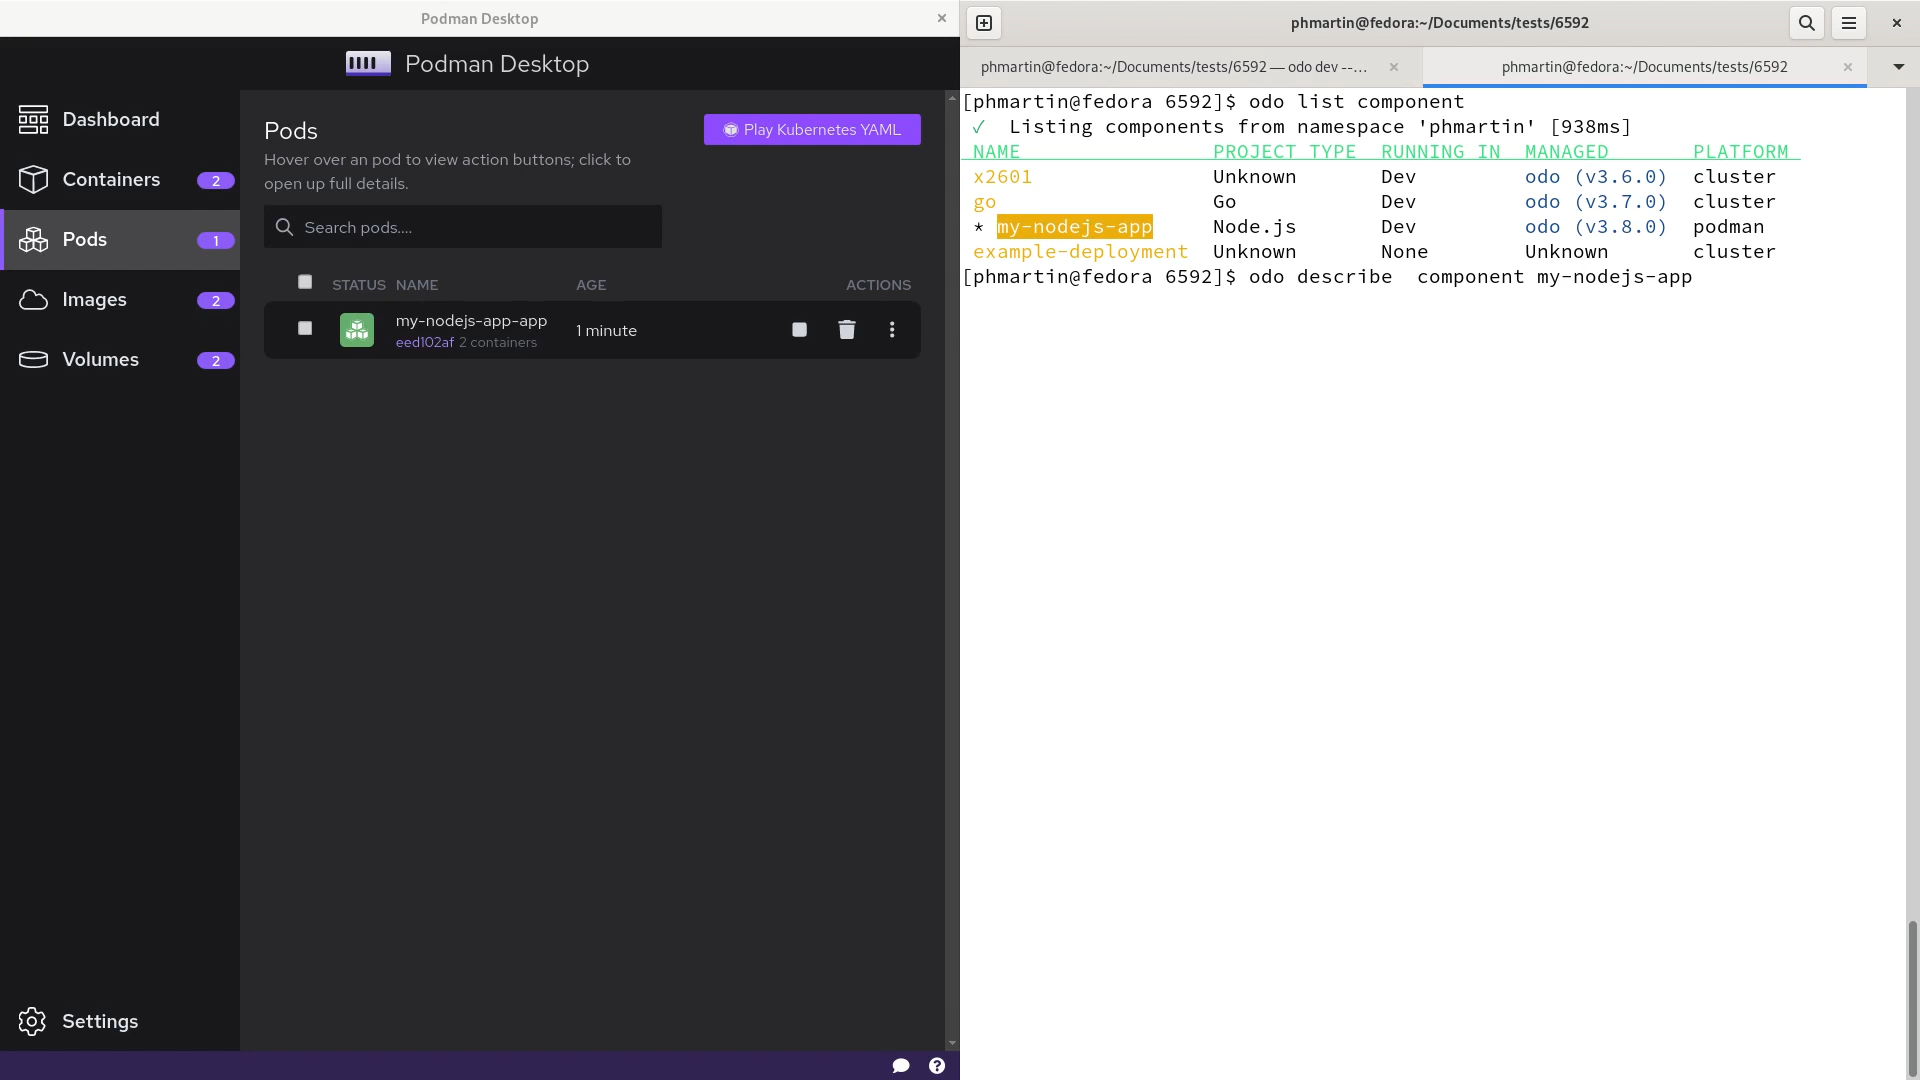 Podman Desktop
×
Podman Desktop
Dashboard
Containers 2
Pods 1
Images 2
Volumes 2
Settings
Pods
Play Kubernetes YAML
Hover over an pod to view action buttons; click to
open up full details.
Search pods....
STATUS NAME AGE ACTIONS
my-nodejs-app-app
eed102af 2 containers
1 minute
?
phmartin@fedora:~/Documents/tests/6592
×
phmartin@fedora:~/Documents/tests/6592 — odo dev --... ×
phmartin@fedora:~/Documents/tests/6592 ×
[phmartin@fedora 6592]$ odo list component
✓ Listing components from namespace 'phmartin' [938ms]
NAME PROJECT TYPE RUNNING IN MANAGED PLATFORM
x2601 Unknown Dev odo (v3.6.0) cluster
go Go Dev odo (v3.7.0) cluster
* my-nodejs-app Node.js Dev odo (v3.8.0) podman
example-deployment Unknown None Unknown cluster
[phmartin@fedora 6592]$ odo describe  component my-nodejs-app